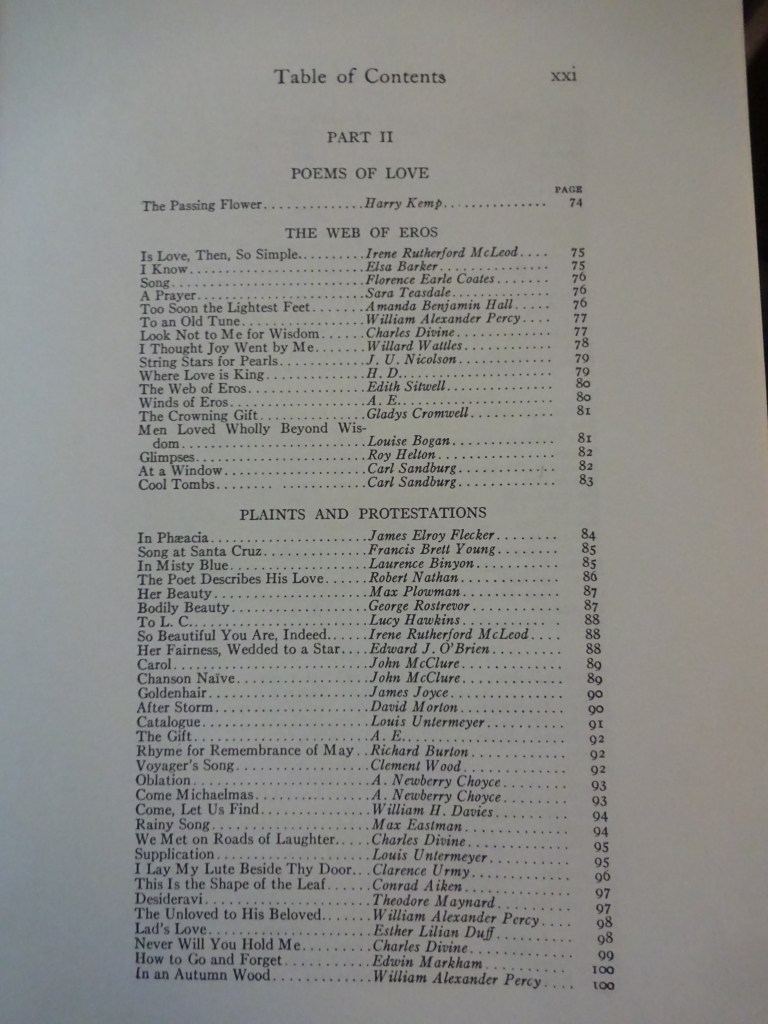 Table of Contents xxi
PART II
POEMS OF LOVE
PAGE
The Passing Flower..............Harry Kemp................ 74
THE WEB OF EROS
Is Love, Then, So Simple..........Irene Rutherford McLeod.... 75
I Know........................Elsa Barker................ 75
Song..........................Florence Earle Coates....... 76
A Prayer.......................Sara Teasdale.............. 76
Too Soon the Lightest Feet........Amanda Benjamin Hall..... 76
To an Old Tune.................William Alexander Percy.... 77
Look Not to Me for Wisdom......Charles Divine............. 77
I Thought Joy Went by Me.......Willard Wattles............ 78
String Stars for Pearls............J. U. Nicolson............. 79
Where Love is King..............H. D...................... 79
The Web of Eros................Edith Sitwell.............. 80
Winds of Eros..................A. E...................... 80
The Crowning Gift..............Gladys Cromwell........... 81
Men Loved Wholly Beyond Wis-
dom........................Louise Bogan.............. 81
Glimpses......................Roy Helton............... 82
At a Window...................Carl Sandburg............. 82
Cool Tombs........ ............Carl Sandburg............. 83
PLAINTS AND PROTESTATIONS
In Phæacia.....................James Elroy Flecker........ 84
Song at Santa Cruz..............Francis Brett Young........ 85
In Misty Blue...................Laurence Binyon........... 85
The Poet Describes His Love......Robert Nathan............. 86
Her Beauty.....................Max Plowman............. 87
Bodily Beauty..................George Rostrevor........... 87
To L. C........................Lucy Hawkins............. 88
So Beautiful You Are, Indeed......Irene Rutherford McLeod.... 88
Her Fairness, Wedded to a Star....Edward J. O'Brien......... 88
Carol..........................John McClure............. 89
Chanson Naïve.................John McClure............. 89
Goldenhair.....................James Joyce............... 90
After Storm....................David Morton............. 90
Catalogue......................Louis Untermeyer.......... 91
The Gift.......................A. E...................... 92
Rhyme for Remembrance of May..Richard Burton............ 92
Voyager's Song.................Clement Wood............. 92
Oblation.......................A. Newberry Choyce........ 93
Come Michaelmas..............A. Newberry Choyce........ 93
Come, Let Us Find..............William H. Davies......... 94
Rainy Song....................Max Eastman.............. 94
We Met on Roads of Laughter.....Charles Divine............ 95
Supplication....................Louis Untermeyer.......... 95
I Lay My Lute Beside Thy Door...Clarence Urmy............ 96
This Is the Shape of the Leaf......Conrad Aiken............. 97
Desideravi.....................Theodore Maynard.......... 97
The Unloved to His Beloved......William Alexander Percy.... 98
Lad's Love.....................Esther Lilian Duff......... 98
Never Will You Hold Me.........Charles Divine............ 99
How to Go and Forget...........Edwin Markham........... 100
In an Autumn Wood.............William Alexander Percy.... 100